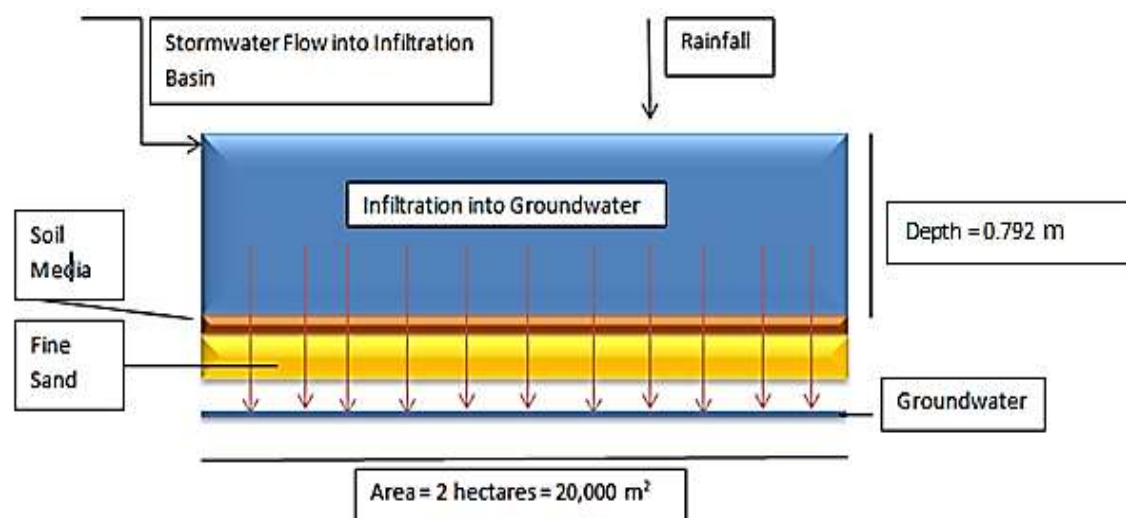 Stormwater Flow into Infiltration
Basin
Rainfall
Infiltration into Groundwater
Soil
Media
Depth = 0.792 m
Fine
Sand
Groundwater
Area = 2 hectares = 20,000 m²